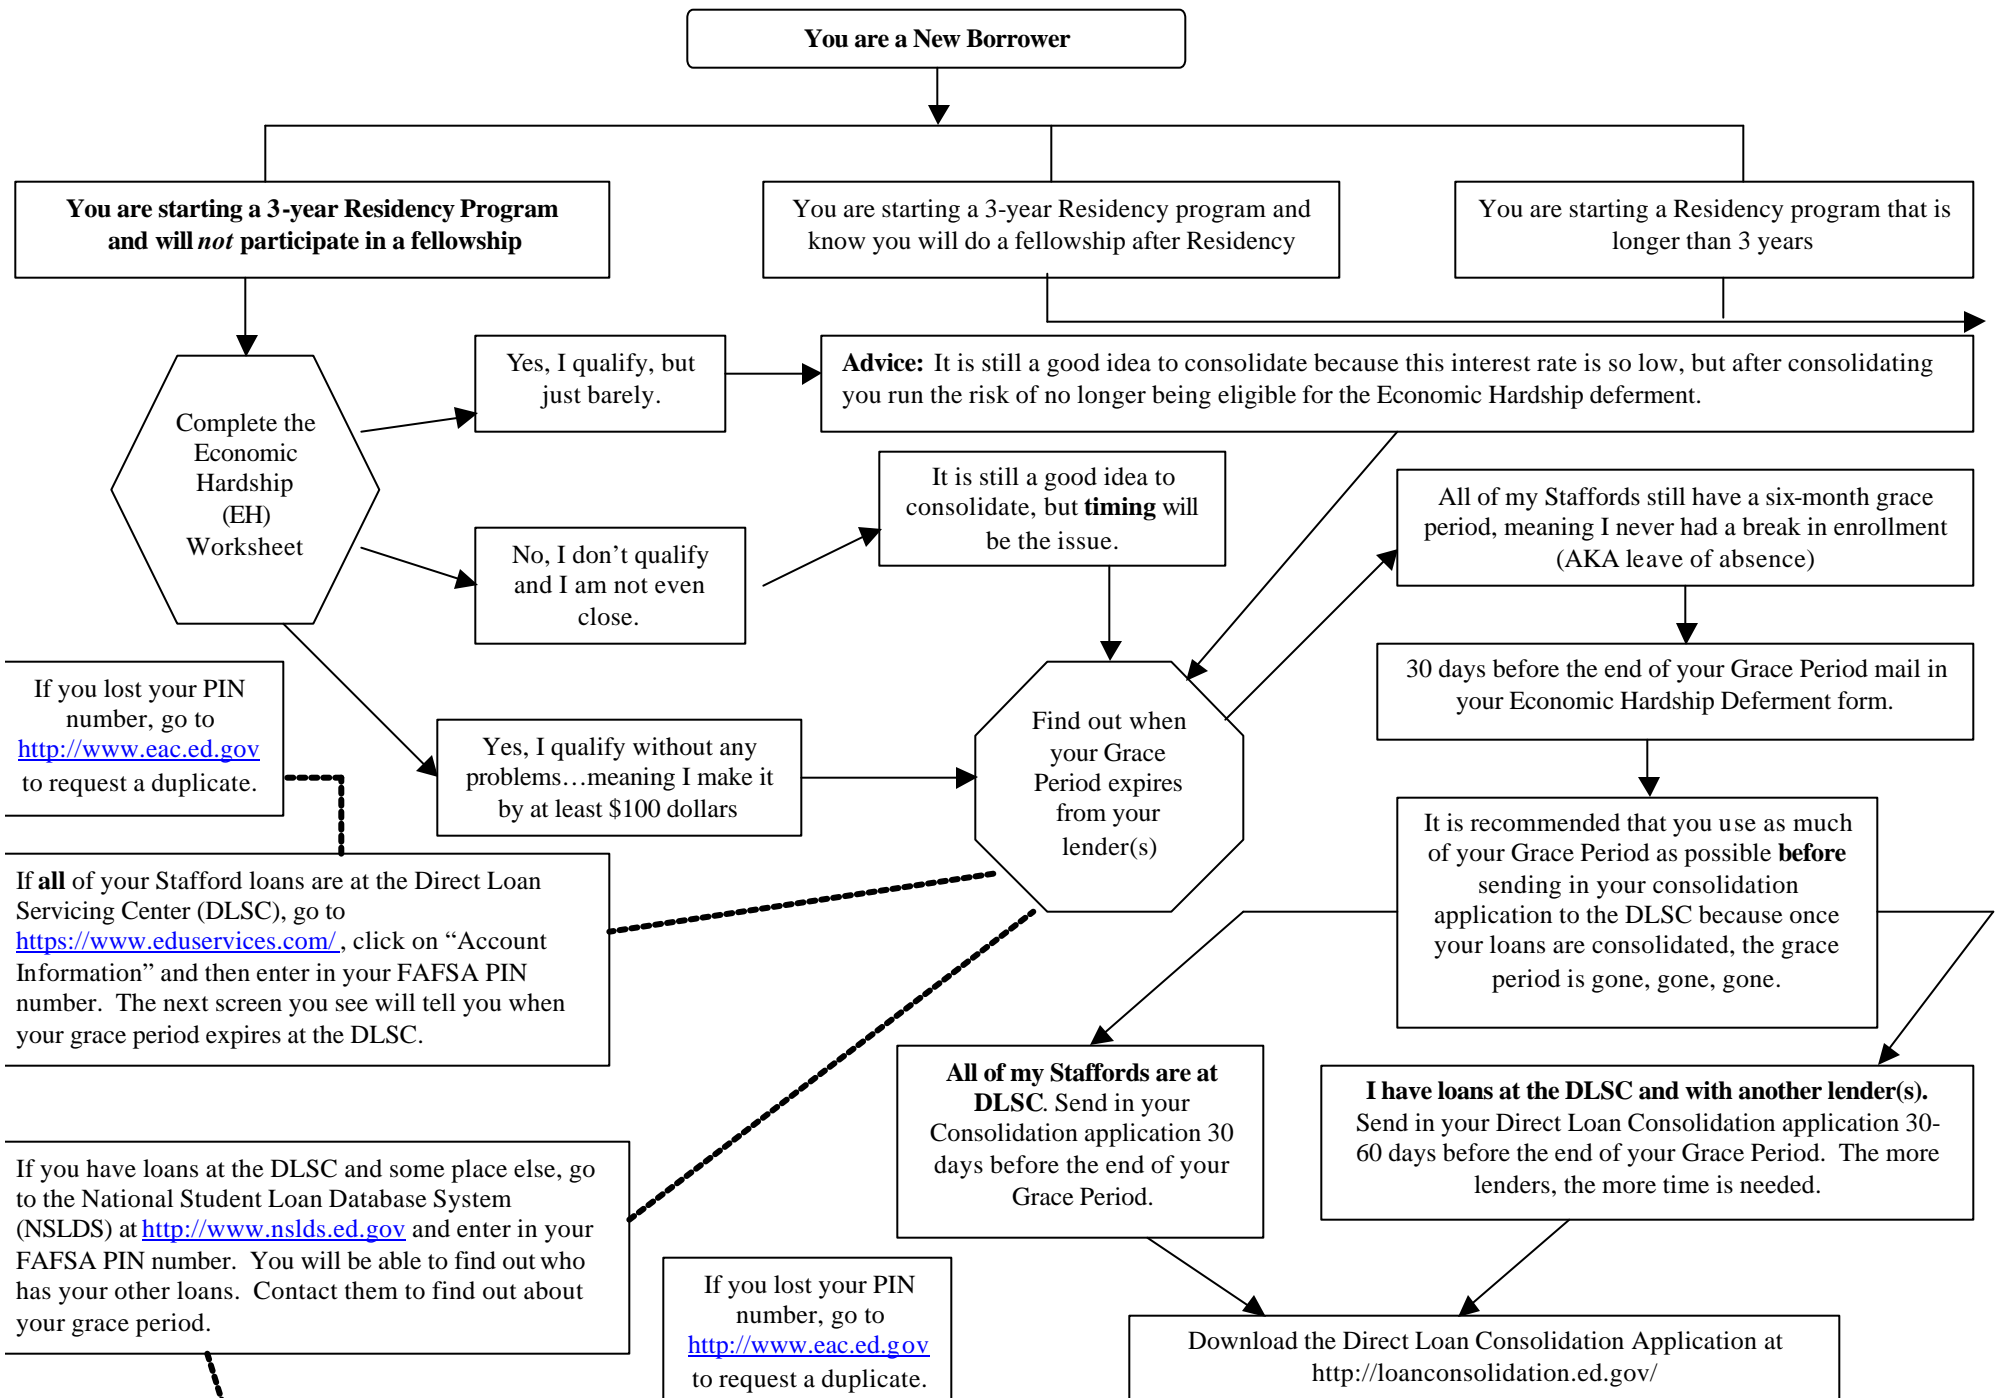 You are a New Borrower
You are starting a 3-year Residency Program
and will not participate in a fellowship
You are starting a 3-year Residency program and
know you will do a fellowship after Residency
You are starting a Residency program that is
longer than 3 years
Complete the
Economic
Hardship
(EH)
Worksheet
Yes, I qualify, but
just barely.
Advice:  It is still a good idea to consolidate because this interest rate is so low, but after consolidating
you run the risk of no longer being eligible for the Economic Hardship deferment.
No, I don’t qualify
and I am not even
close.
It is still a good idea to
consolidate, but timing will
be the issue.
All of my Staffords still have a six-month grace
period, meaning I never had a break in enrollment
(AKA leave of absence)
30 days before the end of your Grace Period mail in
your Economic Hardship Deferment form.
If you lost your PIN
number, go to
http://www.eac.ed.gov
to request a duplicate.
Yes, I qualify without any
problems…meaning I make it
by at least $100 dollars
Find out when
your Grace
Period expires
from your
lender(s)
It is recommended that you use as much
of your Grace Period as possible before
sending in your consolidation
application to the DLSC because once
your loans are consolidated, the grace
period is gone, gone, gone.
If all of your Stafford loans are at the Direct Loan
Servicing Center (DLSC), go to
https://www.eduservices.com/ , click on “Account
Information” and then enter in your FAFSA PIN
number.  The next screen you see will tell you when
your grace period expires at the DLSC.
All of my Staffords are at
DLSC. Send in your
Consolidation application 30
days before the end of your
Grace Period.
I have loans at the DLSC and with another lender(s).
Send in your Direct Loan Consolidation application 30-
60 days before the end of your Grace Period.  The more
lenders, the more time is needed.
If you have loans at the DLSC and some place else, go
to the National Student Loan Database System
(NSLDS) at http://www.nslds.ed.gov and enter in your
FAFSA PIN number.  You will be able to find out who
has your other loans.  Contact them to find out about
your grace period.
If you lost your PIN
number, go to
http://www.eac.ed.gov
to request a duplicate.
Download the Direct Loan Consolidation Application at
http://loanconsolidation.ed.gov/